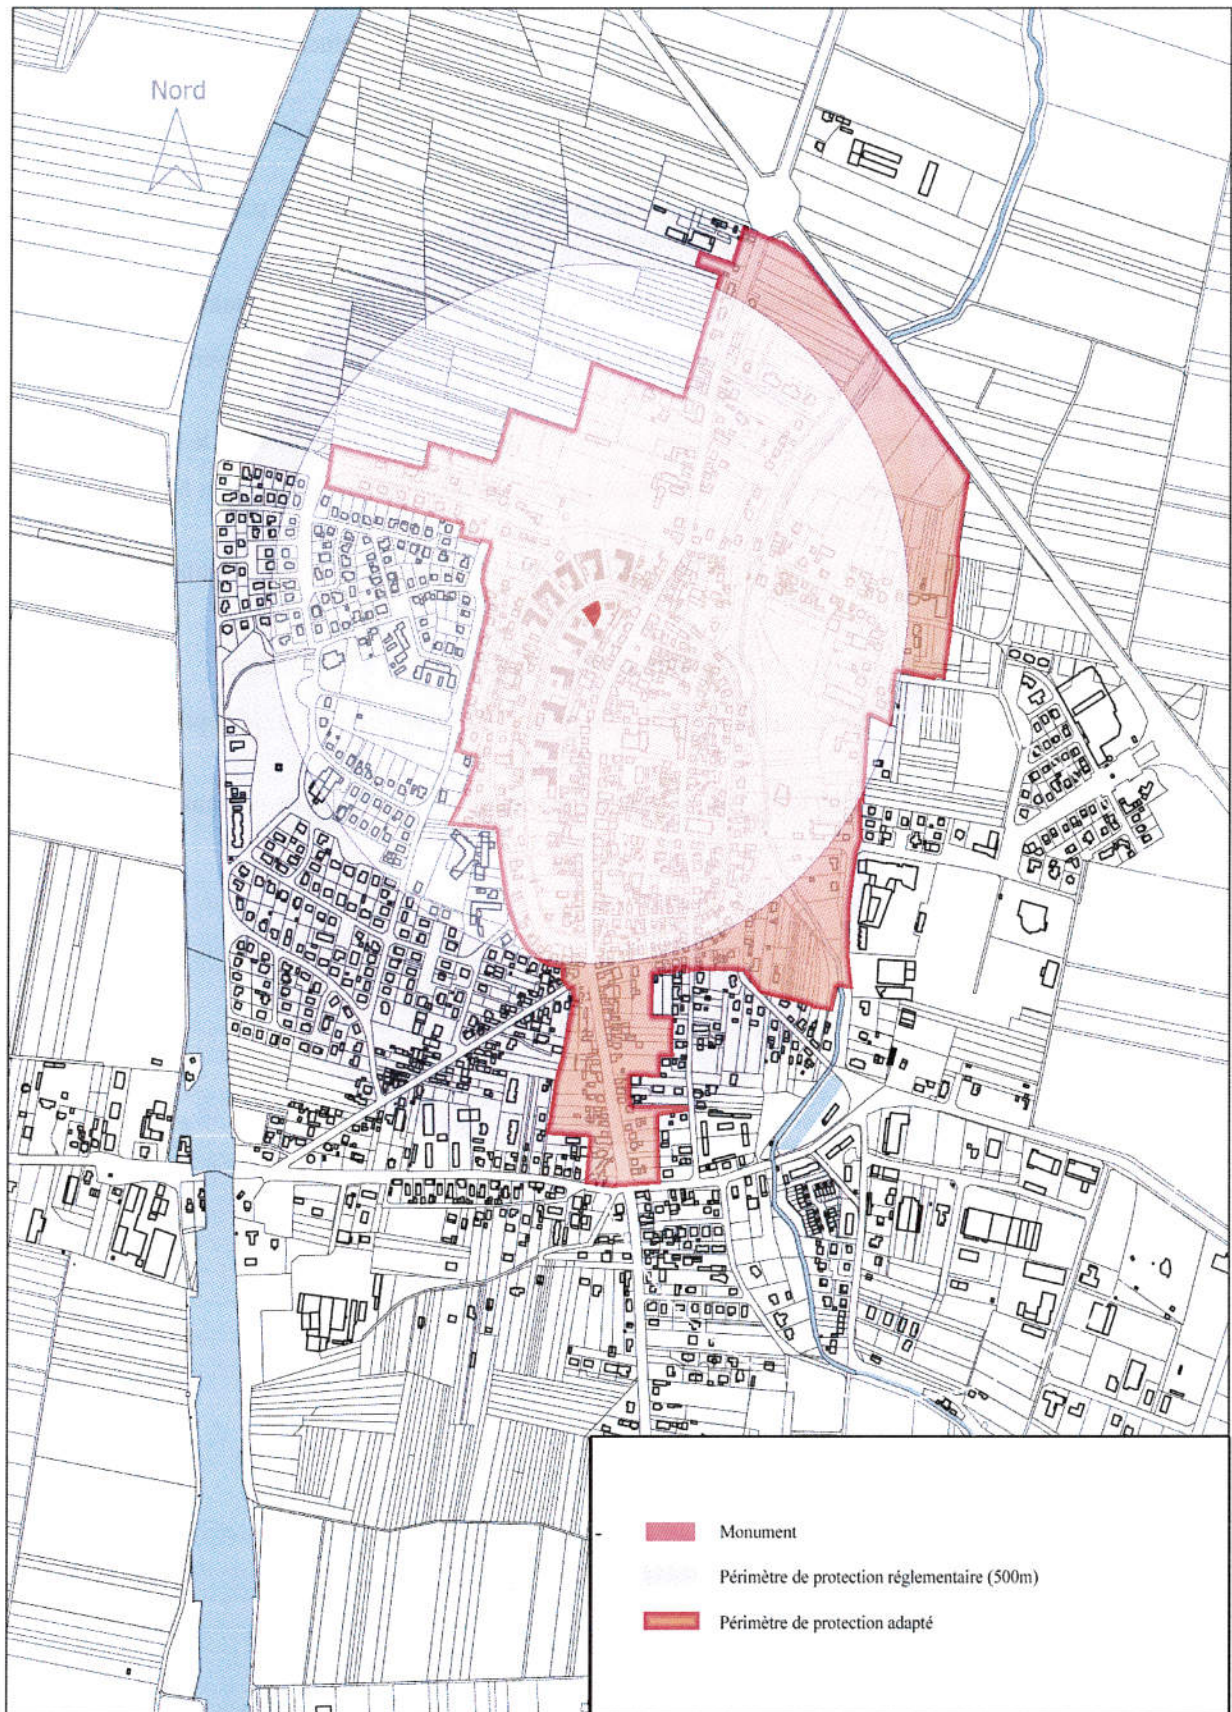 Nord
Monument
Périmètre de protection réglementaire (500m)
Périmètre de protection adapté